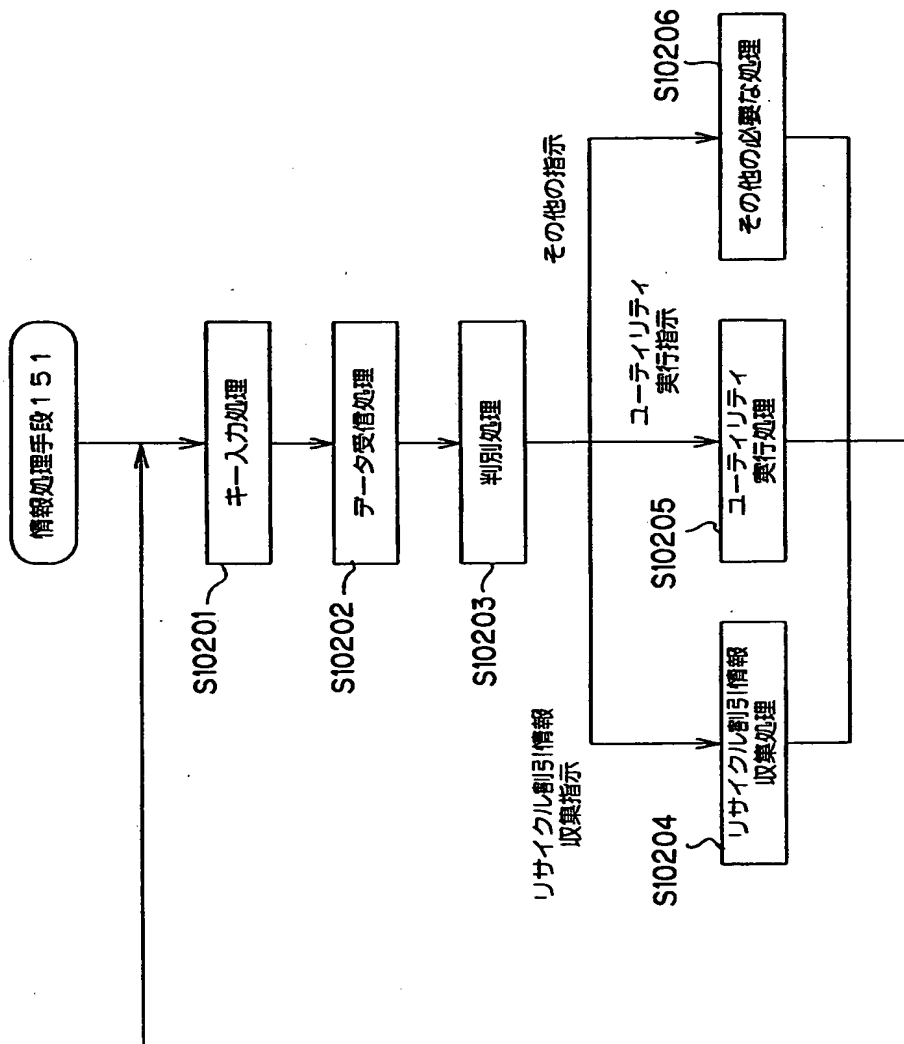 情報処理手段151
キー入力処理
S10201
データ受信処理
S10202
判別処理
S10203
リサイクル割引情報
収集指示
ユーティリティ
実行指示
その他の指示
リサイクル割引情報
収集処理
S10204
ユーティリティ
実行処理
S10205
その他の必要な処理
S10206